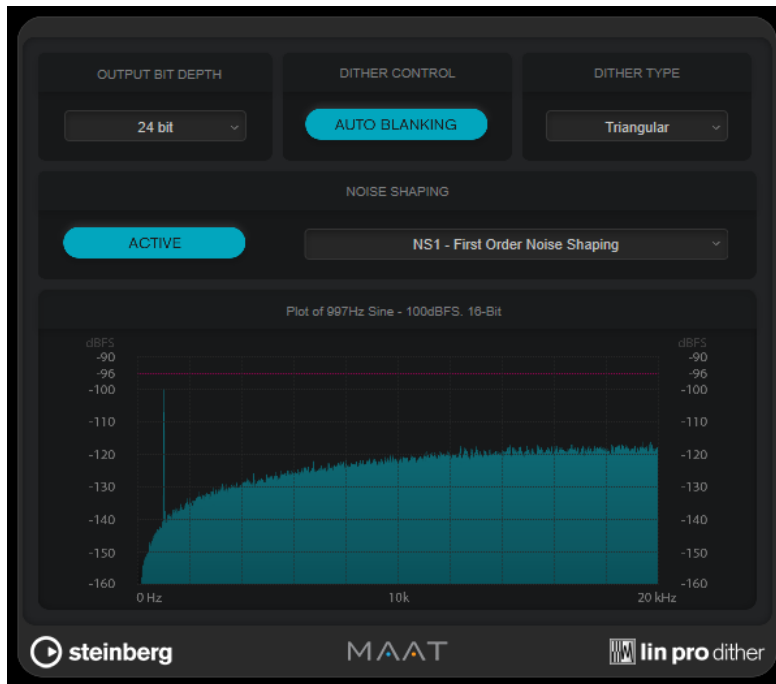 OUTPUT BIT DEPTH
DITHER CONTROL
DITHER TYPE
24 bit
AUTO BLANKING
Triangular
NOISE SHAPING
ACTIVE
NS1 - First Order Noise Shaping
Plot of 997Hz Sine - 100dBFS. 16-Bit
dBFS dBFS
-90 -90
-96 -96
-100 -100
-110 -110
-120 -120
-130 -130
-140 -140
-150 -150
-160 -160
0 Hz 10k 20 kHz
steinberg
MAAT
lin pro dither